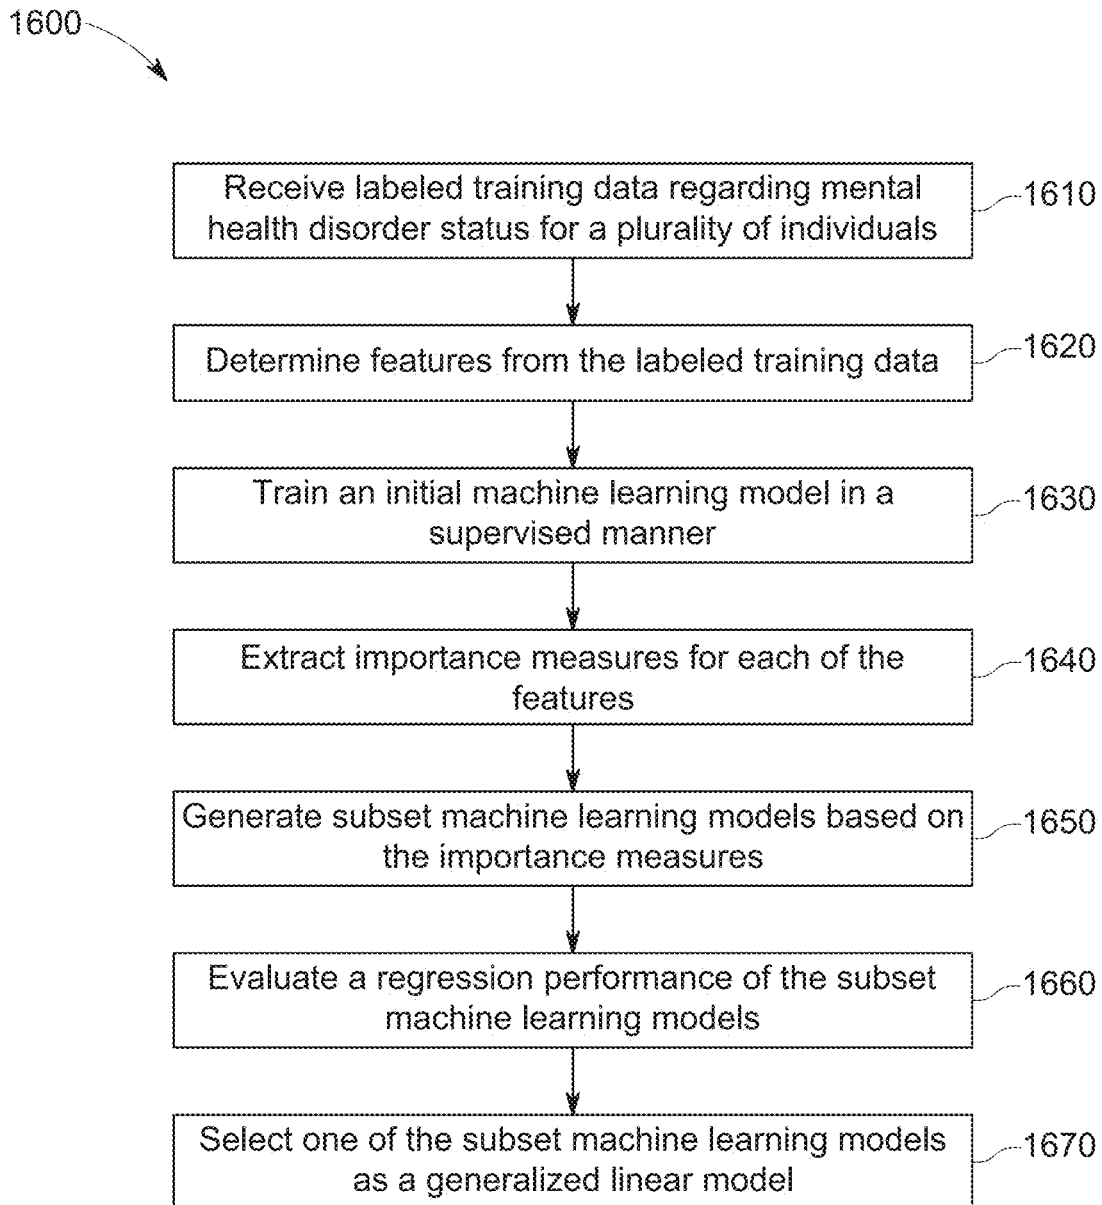 1600
Receive labeled training data regarding mental
health disorder status for a plurality of individuals
1610
Determine features from the labeled training data
1620
Train an initial machine learning model in a
supervised manner
1630
Extract importance measures for each of the
features
1640
Generate subset machine learning models based on
the importance measures
1650
Evaluate a regression performance of the subset
machine learning models
1660
Select one of the subset machine learning models
as a generalized linear model
1670